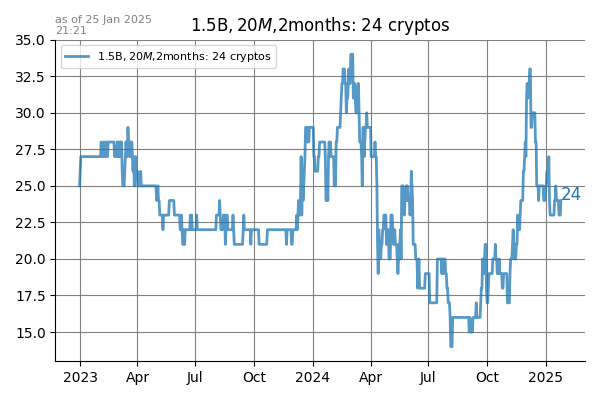 as of 25 Jan 2025
21:21
1.5B, 20M,2months: 24 cryptos
1.5B, 20M,2months: 24 cryptos
35.0
32.5
30.0
27.5
25.0
22.5
20.0
17.5
15.0
24
2023 Apr Jul Oct 2024 Apr Jul Oct 2025